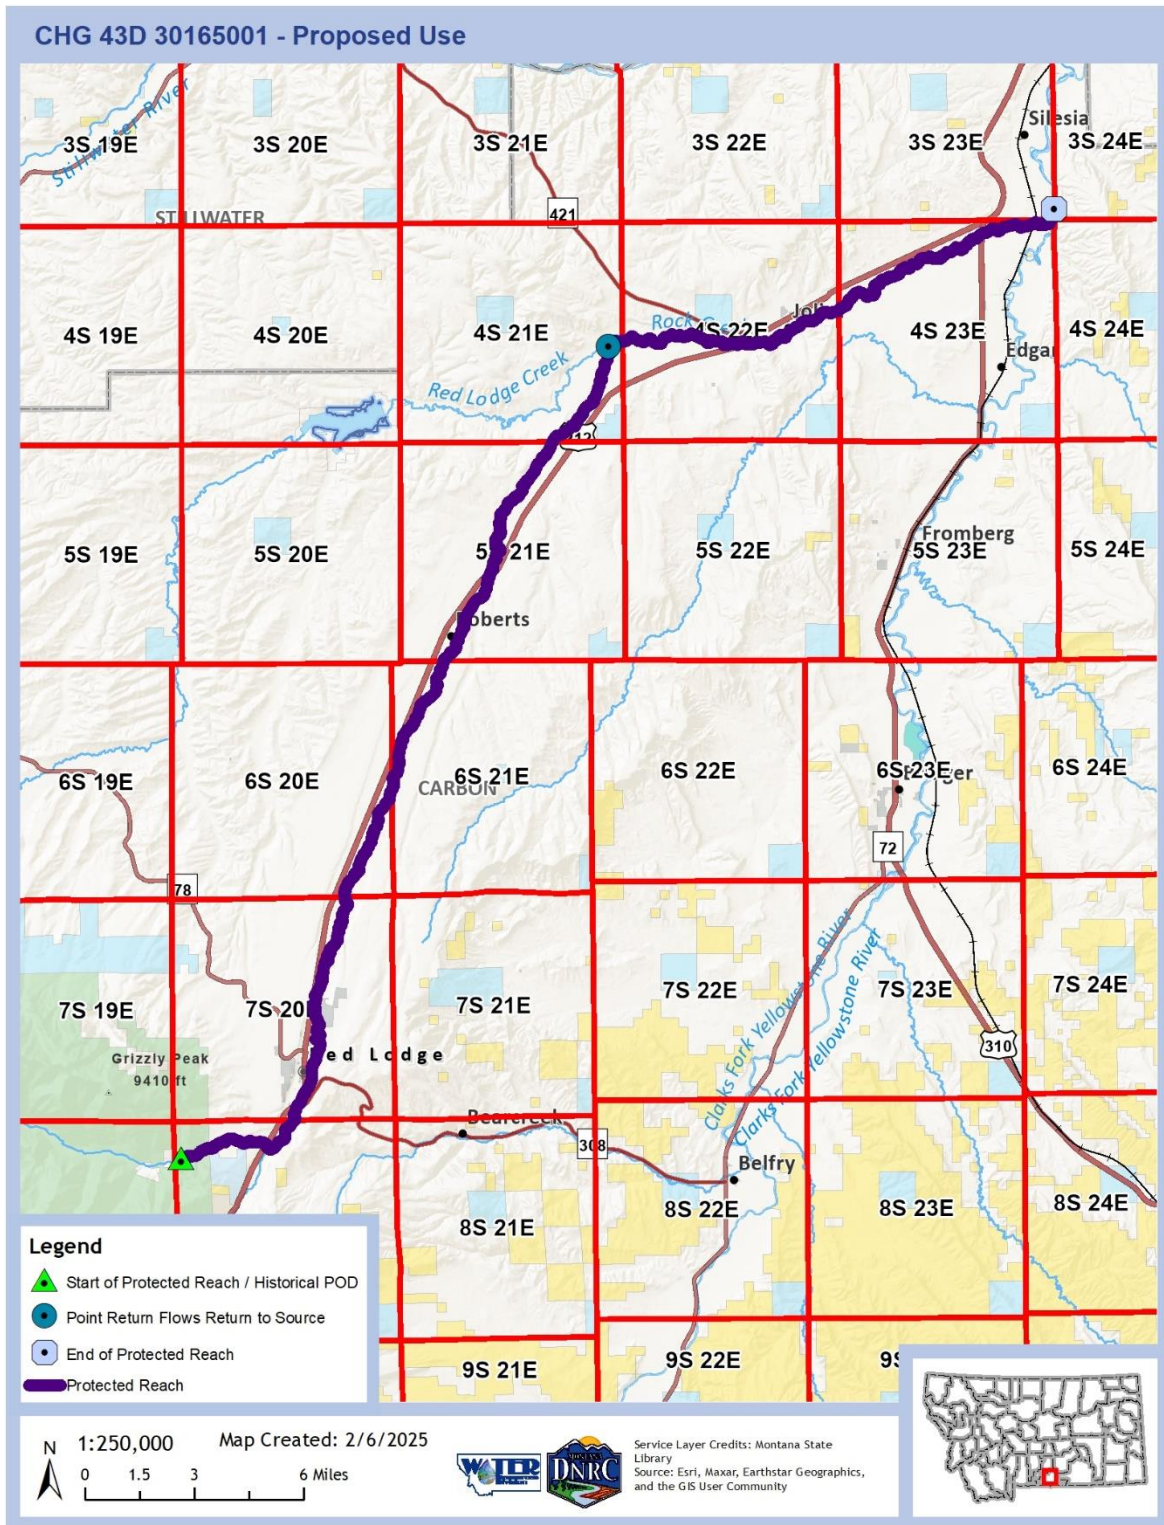 CHG 43D 30165001 - Proposed Use
Stillwater River
Silesia
3S 19E
3S 20E
3S 21E
3S 22E
3S 23E
3S 24E
STILLWATER
421
Rock Creek
4S 19E
4S 20E
4S 21E
4S 22E
4S 23E
4S 24E
Edgar
Red Lodge Creek
212
5S 19E
5S 20E
5S 21E
5S 22E
Fromberg
5S 23E
5S 24E
Roberts
6S 19E
6S 20E
6S 21E
CARBON
6S 22E
6S 23E
6S 24E
72
78
Clarks Fork Yellowstone River
Clarks Fork Yellowstone River
7S 19E
7S 20E
7S 21E
7S 22E
7S 23E
7S 24E
310
Grizzly Peak
9410 ft
Red Lodge
Bearcreek
308
Belfry
8S 21E
8S 22E
8S 23E
8S 24E
9S 21E
9S 22E
Legend
Start of Protected Reach / Historical POD
Point Return Flows Return to Source
End of Protected Reach
Protected Reach
N
1:250,000
Map Created: 2/6/2025
0 1.5 3 6 Miles
WATER
MONTANA
DNRC
Service Layer Credits: Montana State
Library
Source: Esri, Maxar, Earthstar Geographics,
and the GIS User Community